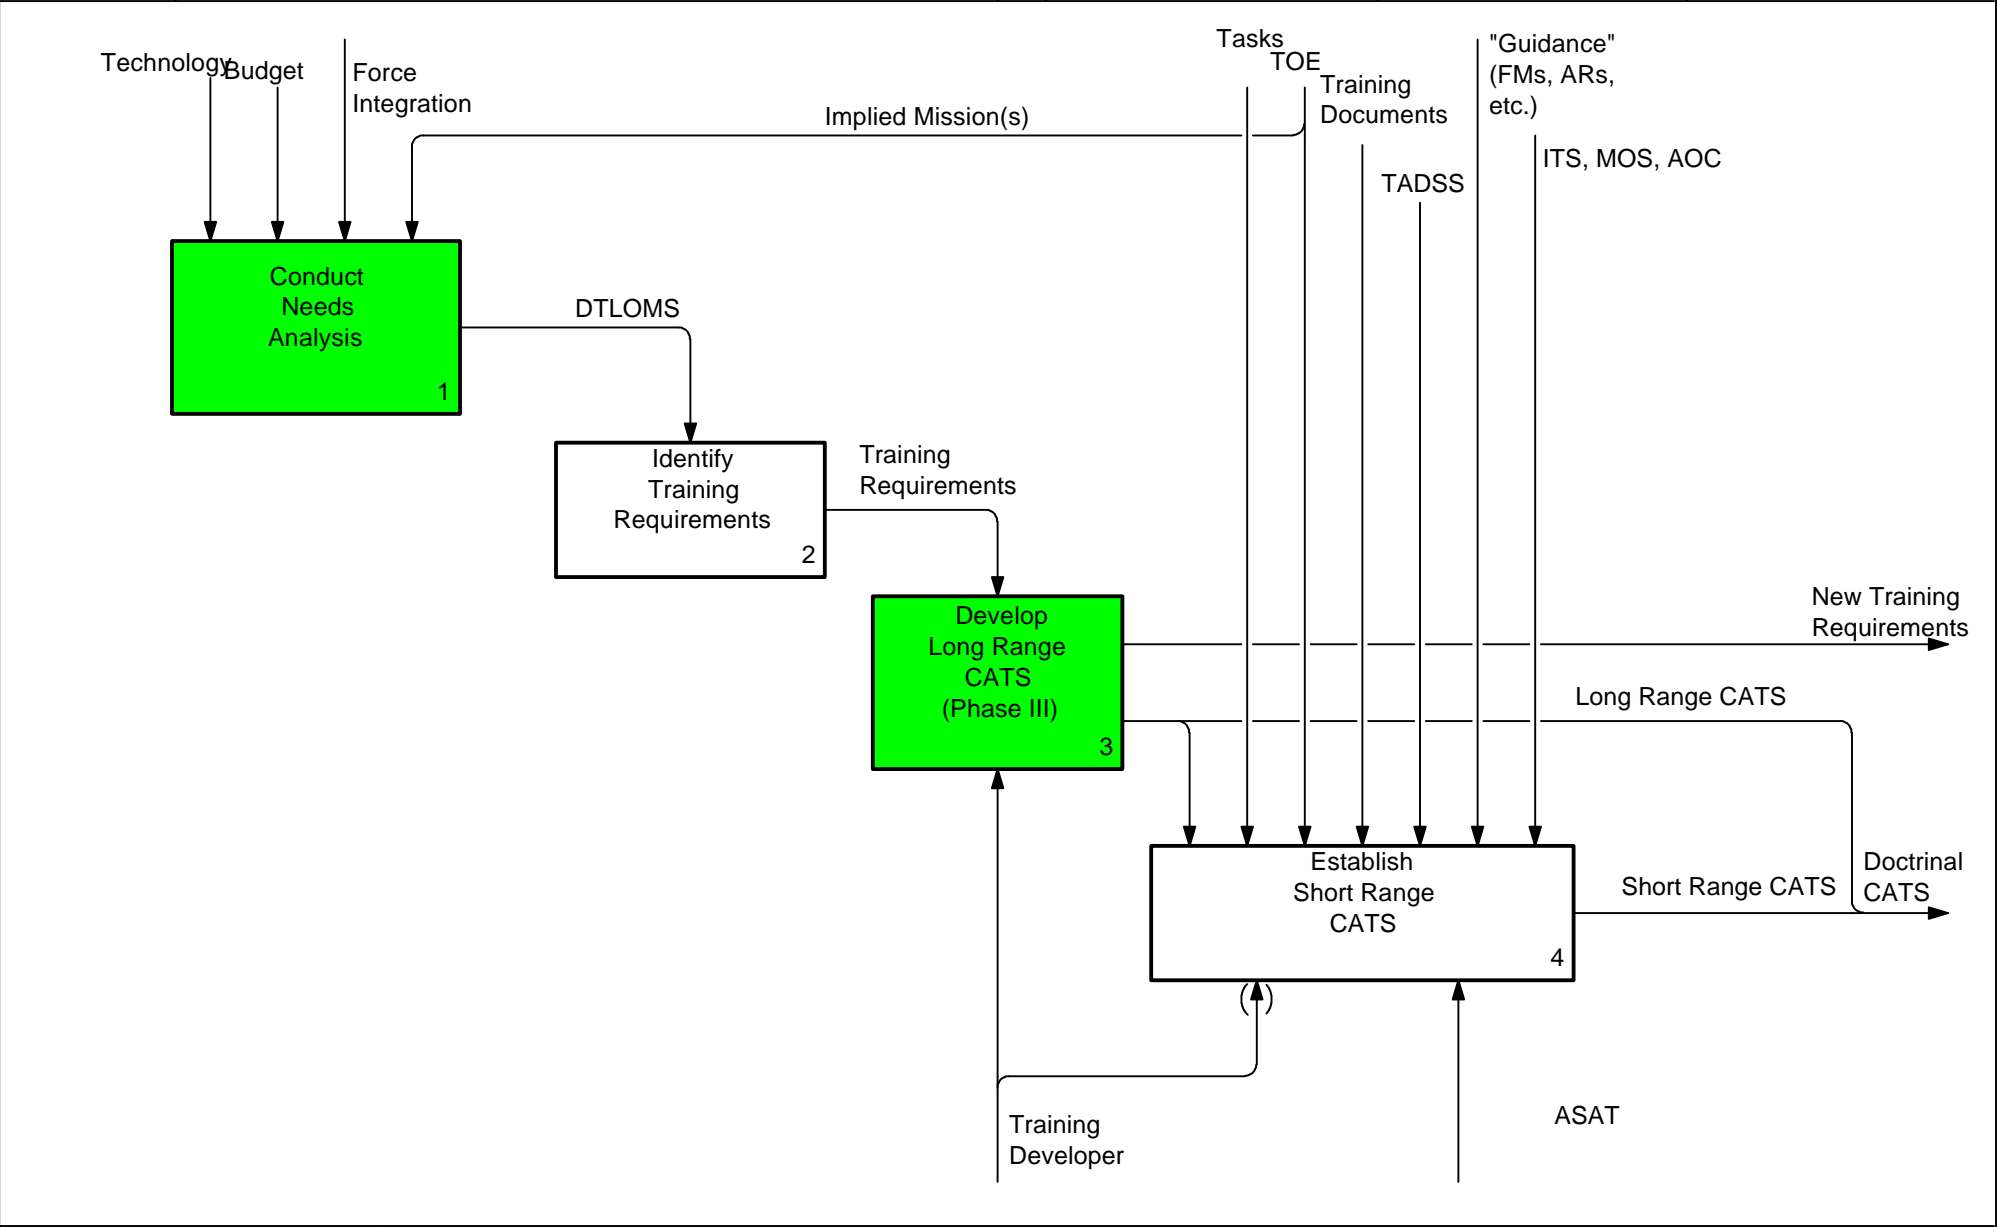 Technology
Budget
Force
Integration
Implied Mission(s)
Tasks
TOE
Training
Documents
TADSS
"Guidance"
(FMs, ARs,
etc.)
ITS, MOS, AOC
Conduct
Needs
Analysis
1
DTLOMS
Identify
Training
Requirements
2
Training
Requirements
Develop
Long Range
CATS
(Phase III)
3
New Training
Requirements
Long Range CATS
Establish
Short Range
CATS
4
Short Range CATS
Doctrinal
CATS
Training
Developer
ASAT